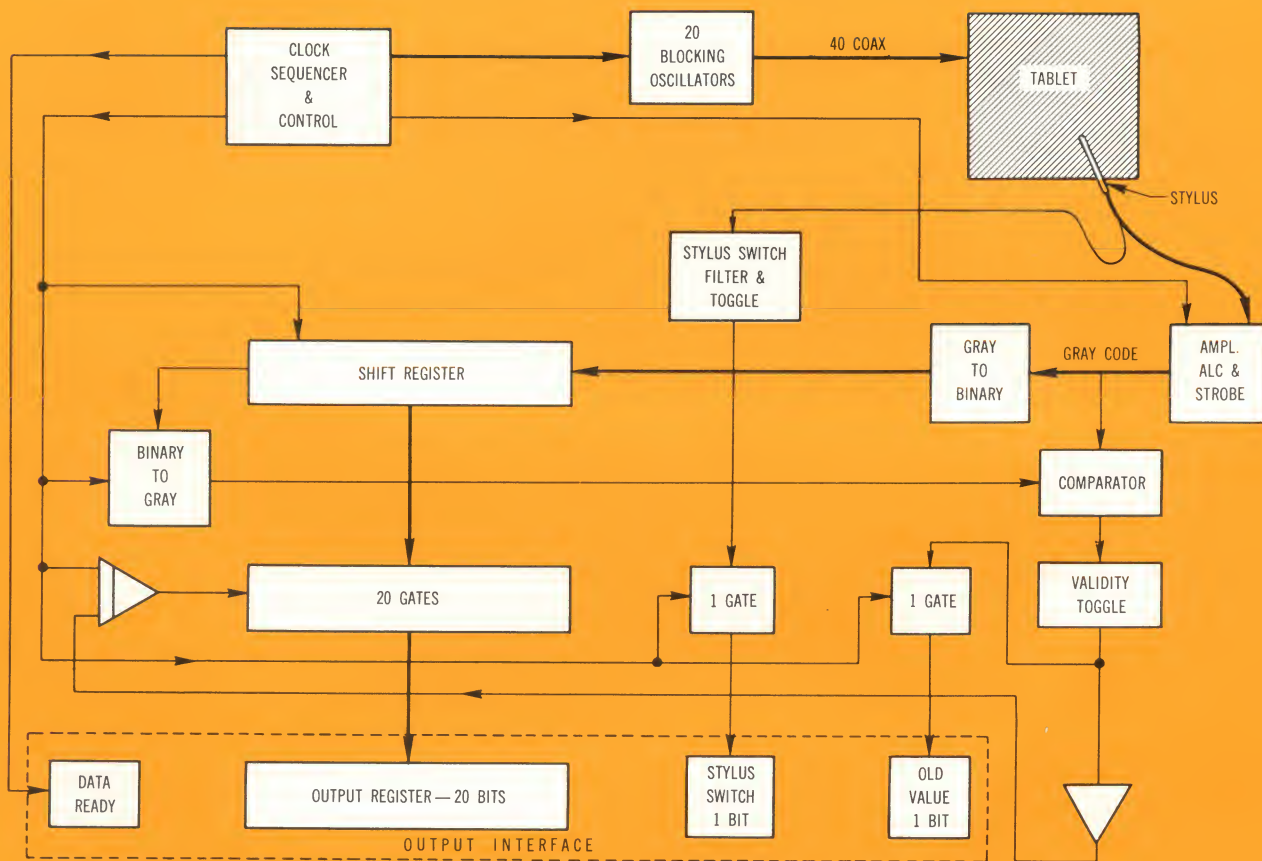 CLOCK
SEQUENCER
&
CONTROL
20
BLOCKING
OSCILLATORS
40 COAX
TABLET
STYLUS
STYLUS SWITCH
FILTER &
TOGGLE
SHIFT REGISTER
GRAY
TO
BINARY
GRAY CODE
AMPL.
ALC &
STROBE
BINARY
TO
GRAY
COMPARATOR
20 GATES
1 GATE
1 GATE
VALIDITY
TOGGLE
DATA
READY
OUTPUT REGISTER — 20 BITS
STYLUS
SWITCH
1 BIT
OLD
VALUE
1 BIT
OUTPUT INTERFACE